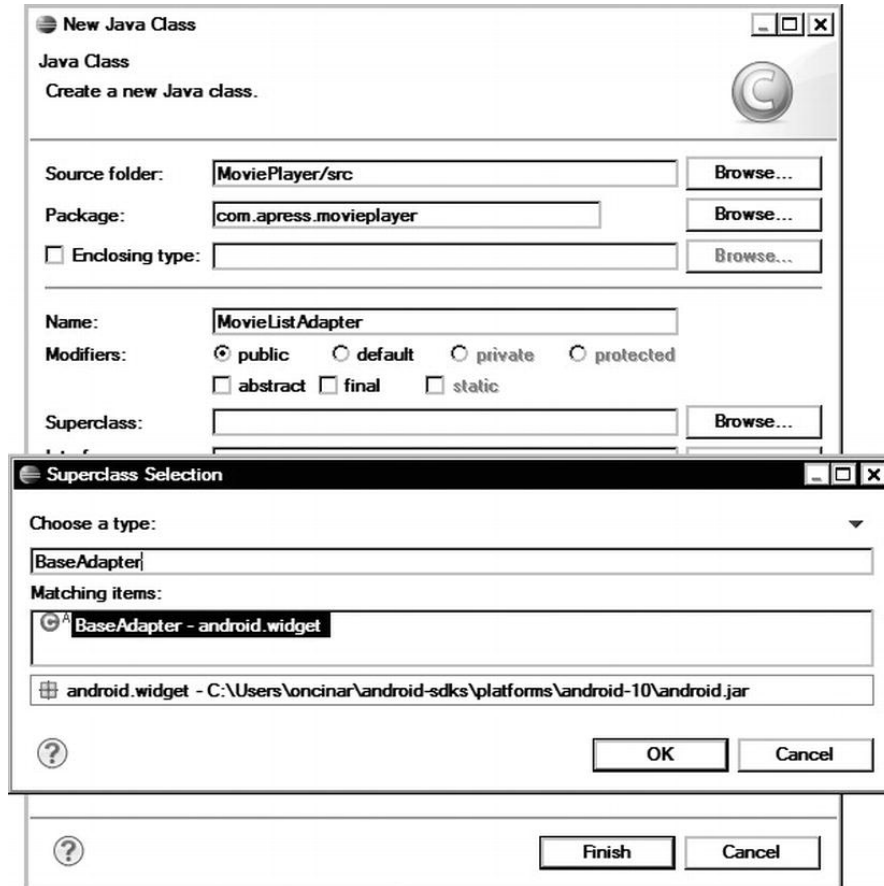 New Java Class
Java Class
Create a new Java class.
Source folder: MoviePlayer/src Browse...
Package: com.apress.movieplayer Browse...
Enclosing type: Browse...
Name: MovieListAdapter
Modifiers: public default private protected
abstract final static
Superclass: Browse...
Superclass Selection
Choose a type:
BaseAdapter
Matching items:
BaseAdapter - android.widget
android.widget - C:\Users\oncinar\android-sdks\platforms\android-10\android.jar
OK Cancel
Finish Cancel